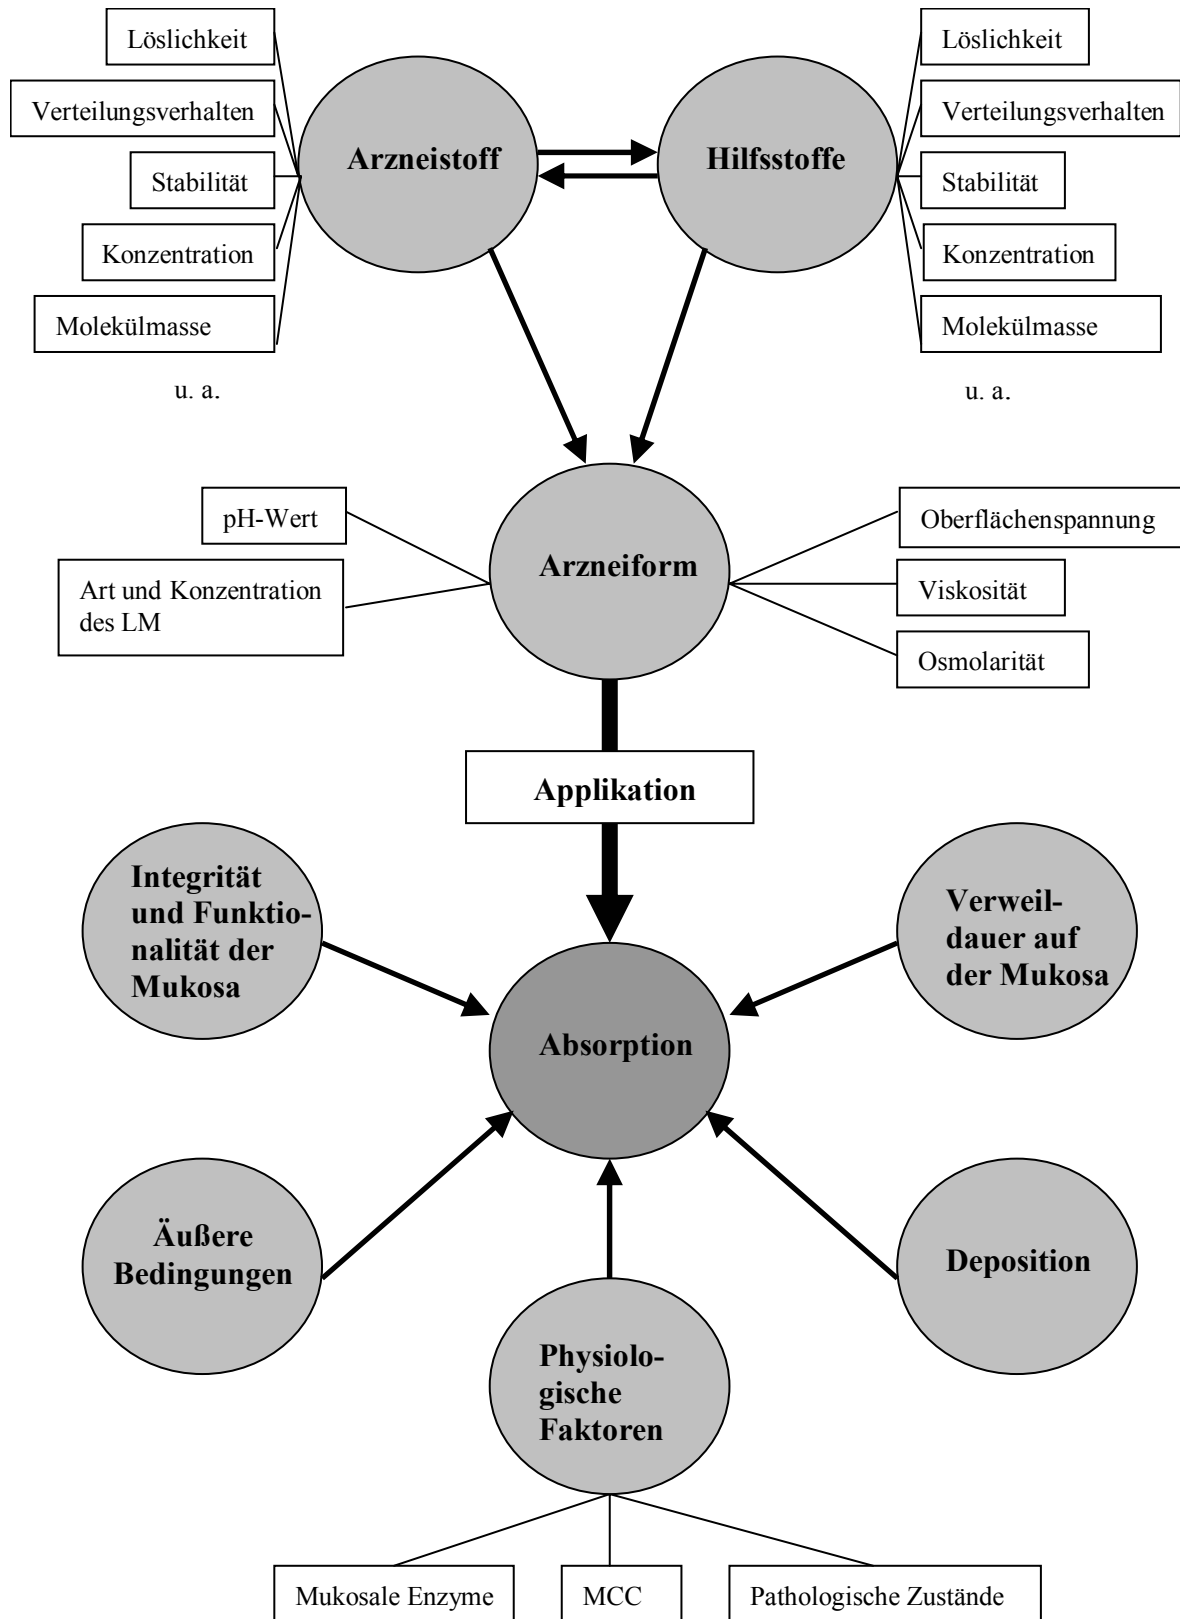 Löslichkeit
Verteilungsverhalten
Stabilität
Konzentration
Molekülmasse
u. a.
Arzneistoff
Hilfsstoffe
Löslichkeit
Verteilungsverhalten
Stabilität
Konzentration
Molekülmasse
u. a.
pH-Wert
Art und Konzentration
des LM
Arzneiform
Oberflächenspannung
Viskosität
Osmolarität
Applikation
Integrität
und Funktio-
nalität der
Mukosa
Verweil-
dauer auf
der Mukosa
Absorption
Äußere
Bedingungen
Deposition
Physiolo-
gische
Faktoren
Mukosale Enzyme
MCC
Pathologische Zustände